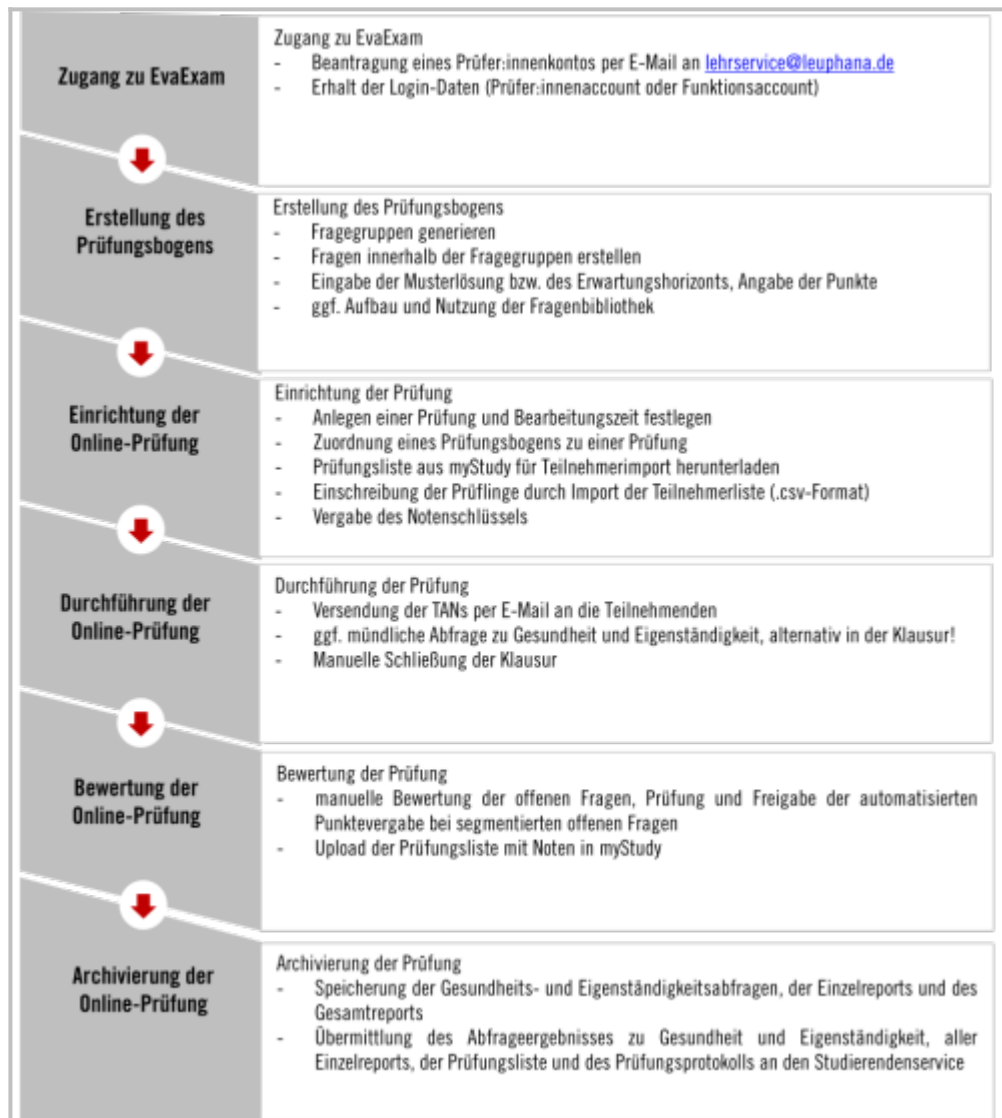 Zugang zu EvaExam
Zugang zu EvaExam
- Beantragung eines Prüfer:innenkontos per E-Mail an lehrservice@leuphana.de
- Erhalt der Login-Daten (Prüfer:innenaccount oder Funktionsaccount)
Erstellung des
Prüfungsbogens
Erstellung des Prüfungsbogens
- Fragegruppen generieren
- Fragen innerhalb der Fragegruppen erstellen
- Eingabe der Musterlösung bzw. des Erwartungshorizonts, Angabe der Punkte
- ggf. Aufbau und Nutzung der Fragenbibliothek
Einrichtung der
Online-Prüfung
Einrichtung der Prüfung
- Anlegen einer Prüfung und Bearbeitungszeit festlegen
- Zuordnung eines Prüfungsbogens zu einer Prüfung
- Prüfungsliste aus myStudy für Teilnehmerimport herunterladen
- Einschreibung der Prüflinge durch Import der Teilnehmerliste (.csv-Format)
- Vergabe des Notenschlüssels
Durchführung der
Online-Prüfung
Durchführung der Prüfung
- Versendung der TANs per E-Mail an die Teilnehmenden
- ggf. mündliche Abfrage zu Gesundheit und Eigenständigkeit, alternativ in der Klausur!
- Manuelle Schließung der Klausur
Bewertung der
Online-Prüfung
Bewertung der Prüfung
- manuelle Bewertung der offenen Fragen, Prüfung und Freigabe der automatisierten
Punktevergabe bei segmentierten offenen Fragen
- Upload der Prüfungsliste mit Noten in myStudy
Archivierung der
Online-Prüfung
Archivierung der Prüfung
- Speicherung der Gesundheits- und Eigenständigkeitsabfragen, der Einzelreports und des
Gesamtreports
- Übermittlung des Abfrageergebnisses zu Gesundheit und Eigenständigkeit, aller
Einzelreports, der Prüfungsliste und des Prüfungsprotokolls an den Studierendenservice